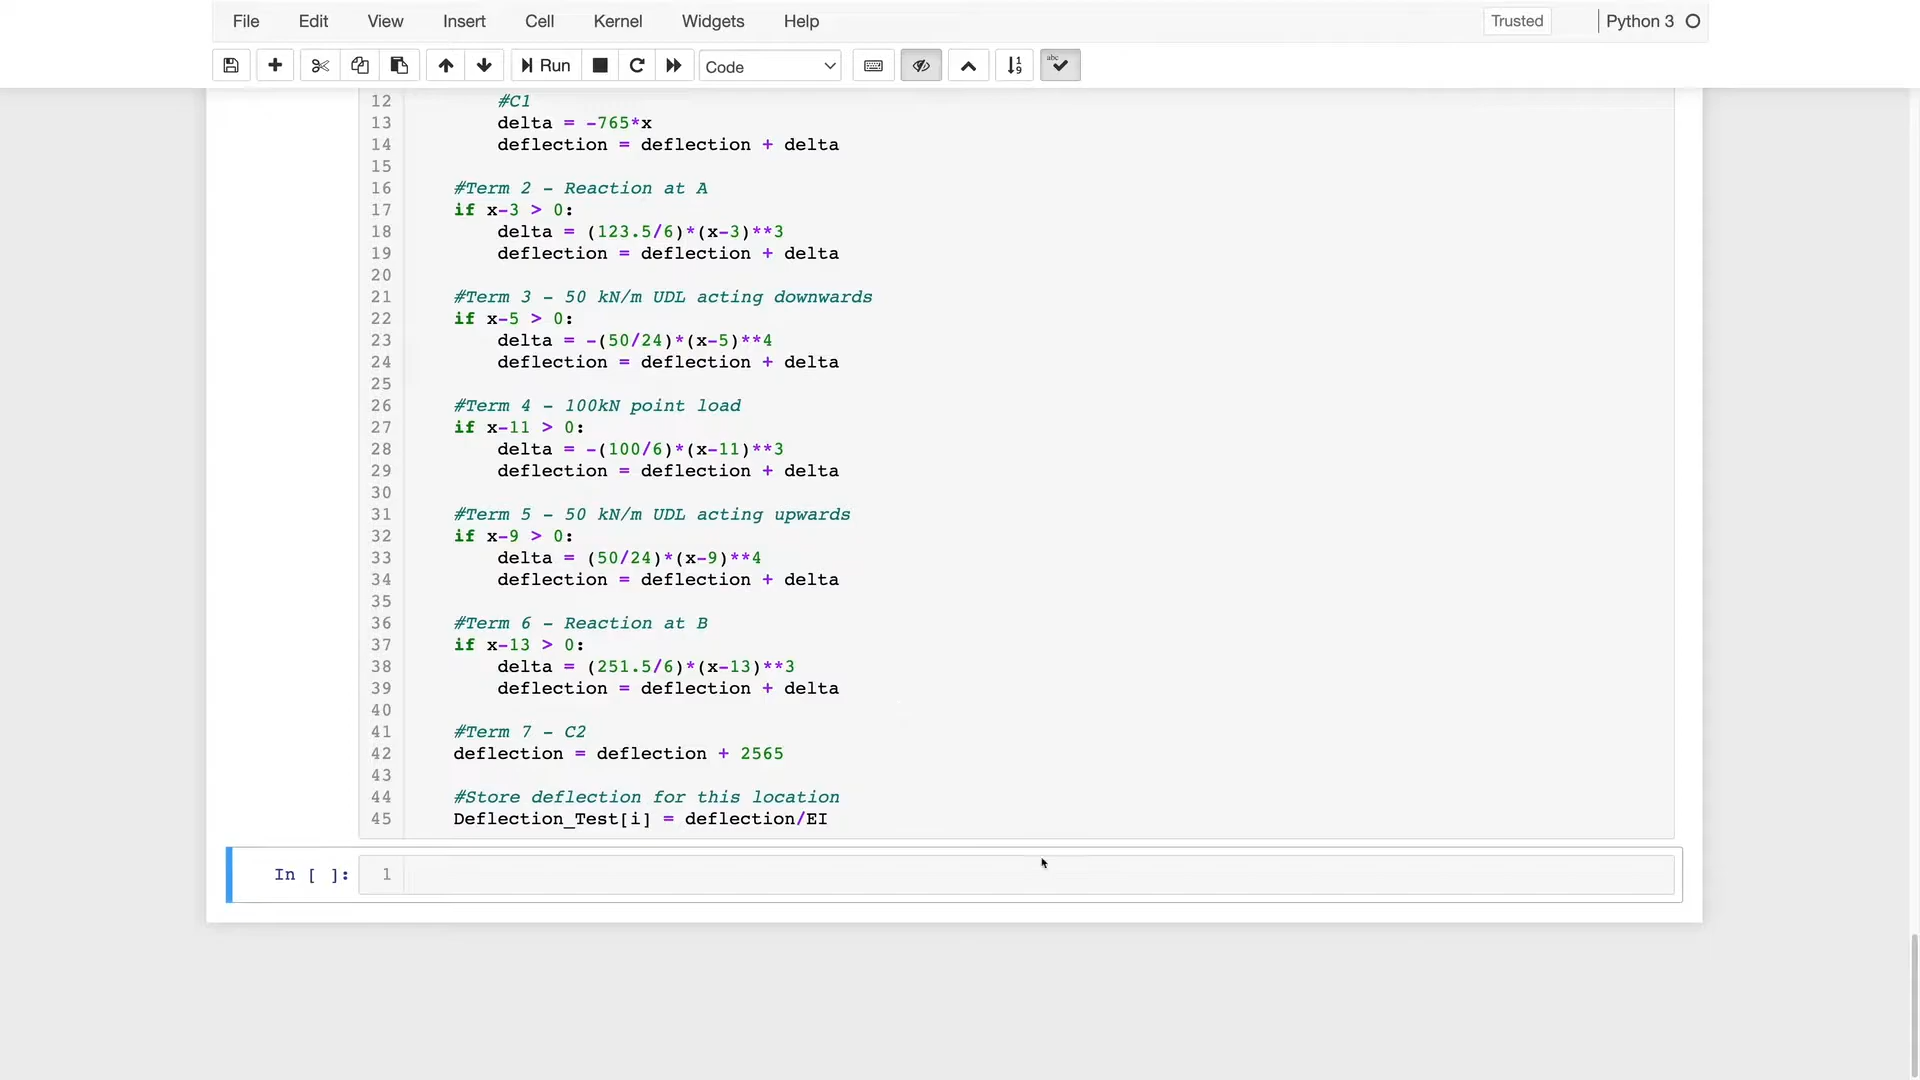 File Edit View Insert Cell Kernel Widgets Help Trusted Python 3
Run Code abc
12 #C1
13 delta = -765*x
14 deflection = deflection + delta
15
16 #Term 2 - Reaction at A
17 if x-3 > 0:
18 delta = (123.5/6)*(x-3)**3
19 deflection = deflection + delta
20
21 #Term 3 - 50 kN/m UDL acting downwards
22 if x-5 > 0:
23 delta = -(50/24)*(x-5)**4
24 deflection = deflection + delta
25
26 #Term 4 - 100kN point load
27 if x-11 > 0:
28 delta = -(100/6)*(x-11)**3
29 deflection = deflection + delta
30
31 #Term 5 - 50 kN/m UDL acting upwards
32 if x-9 > 0:
33 delta = (50/24)*(x-9)**4
34 deflection = deflection + delta
35
36 #Term 6 - Reaction at B
37 if x-13 > 0:
38 delta = (251.5/6)*(x-13)**3
39 deflection = deflection + delta
40
41 #Term 7 - C2
42 deflection = deflection + 2565
43
44 #Store deflection for this location
45 Deflection_Test[i] = deflection/EI
In [ ]: 1